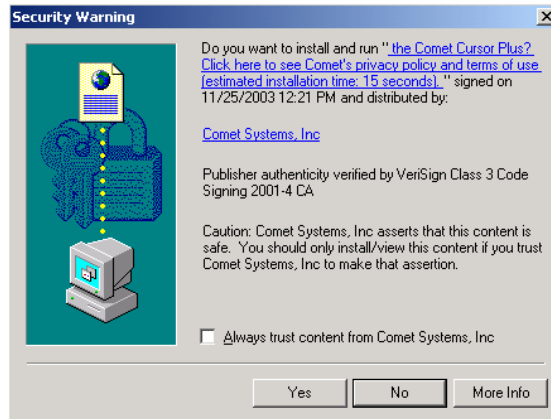 Security Warning
Do you want to install and run " the Comet Cursor Plus?
Click here to see Comet's privacy policy and terms of use
(estimated installation time: 15 seconds). " signed on
11/25/2003 12:21 PM and distributed by:
Comet Systems, Inc
Publisher authenticity verified by VeriSign Class 3 Code
Signing 2001-4 CA
Caution: Comet Systems, Inc asserts that this content is
safe. You should only install/view this content if you trust
Comet Systems, Inc to make that assertion.
Always trust content from Comet Systems, Inc
Yes No More Info